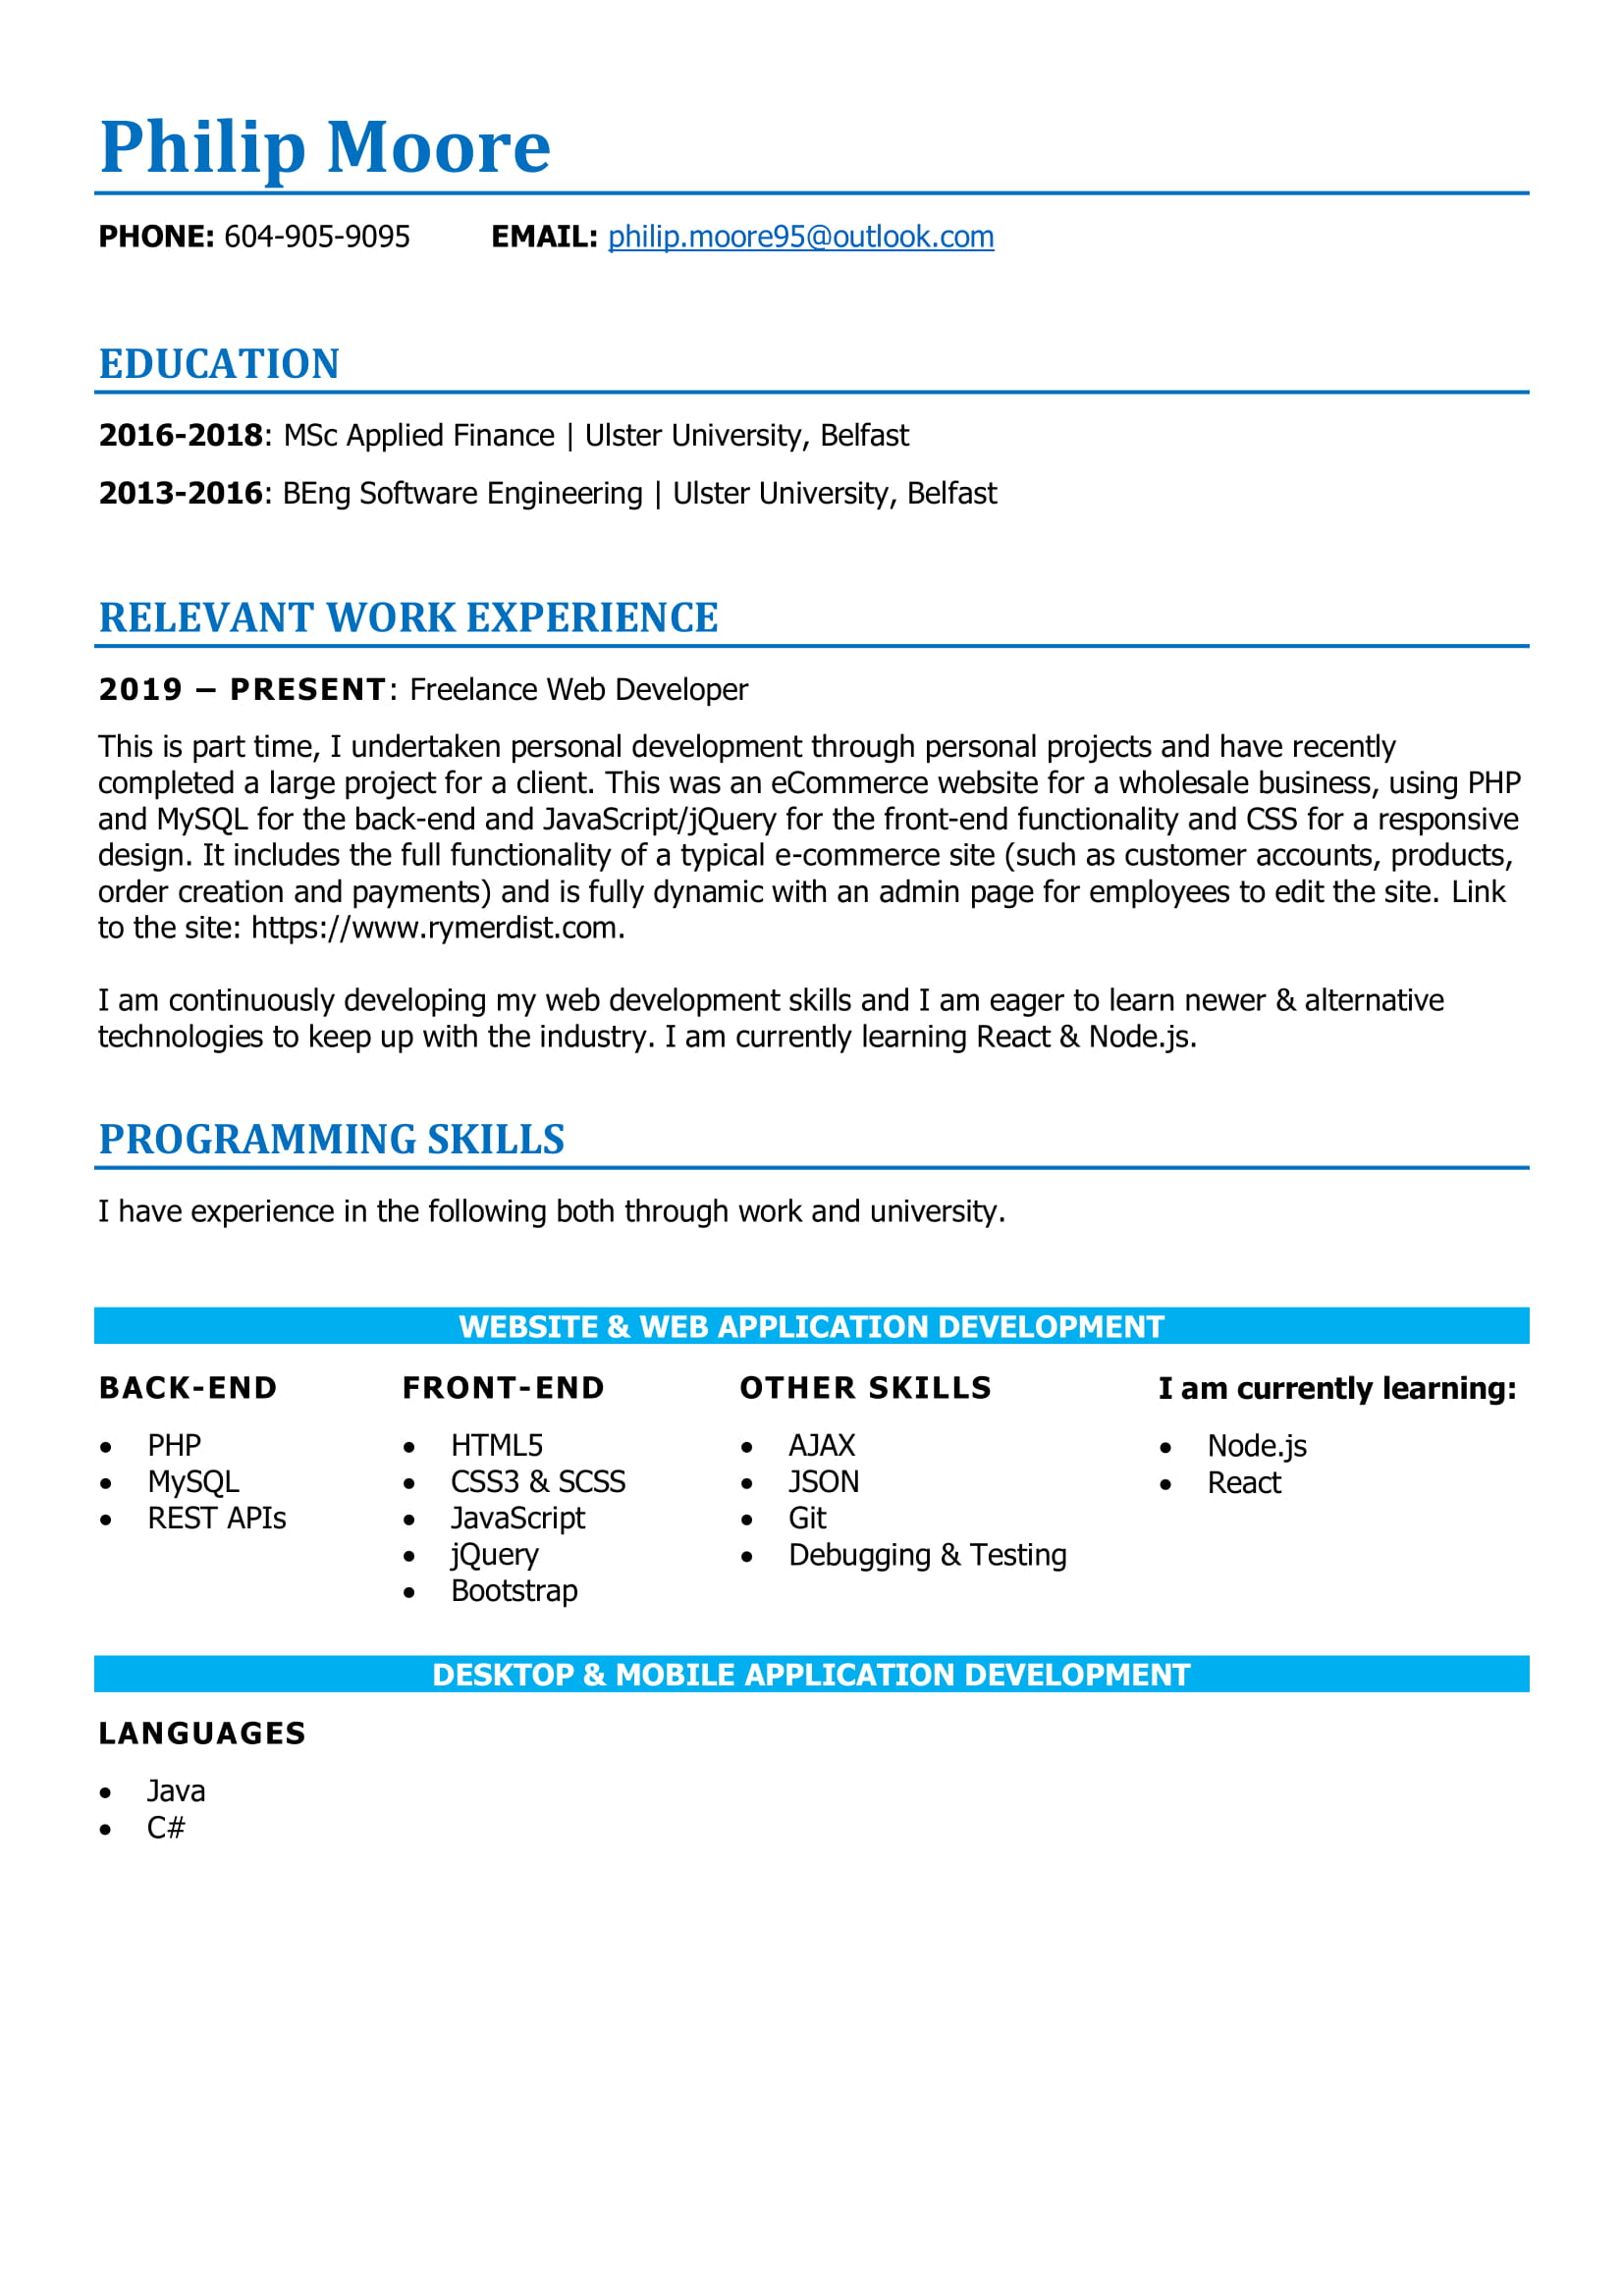 Philip Moore
PHONE: 604-905-9095 EMAIL: philip.moore95@outlook.com
EDUCATION
2016-2018: MSc Applied Finance | Ulster University, Belfast
2013-2016: BEng Software Engineering | Ulster University, Belfast
RELEVANT WORK EXPERIENCE
2019 – PRESENT: Freelance Web Developer
This is part time, I undertaken personal development through personal projects and have recently
completed a large project for a client. This was an eCommerce website for a wholesale business, using PHP
and MySQL for the back-end and JavaScript/jQuery for the front-end functionality and CSS for a responsive
design. It includes the full functionality of a typical e-commerce site (such as customer accounts, products,
order creation and payments) and is fully dynamic with an admin page for employees to edit the site. Link
to the site: https://www.rymerdist.com.
I am continuously developing my web development skills and I am eager to learn newer & alternative
technologies to keep up with the industry. I am currently learning React & Node.js.
PROGRAMMING SKILLS
I have experience in the following both through work and university.
WEBSITE & WEB APPLICATION DEVELOPMENT
BACK-END
• PHP
• MySQL
• REST APIs
FRONT-END
• HTML5
• CSS3 & SCSS
• JavaScript
• jQuery
• Bootstrap
OTHER SKILLS
• AJAX
• JSON
• Git
• Debugging & Testing
I am currently learning:
• Node.js
• React
DESKTOP & MOBILE APPLICATION DEVELOPMENT
LANGUAGES
• Java
• C#